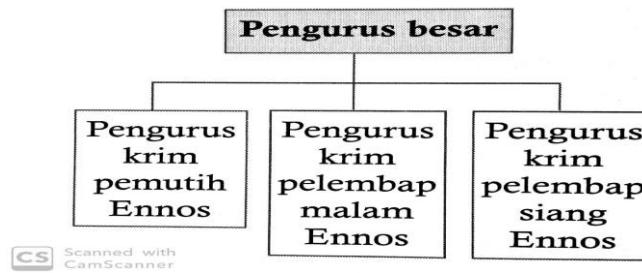 Pengurus besar
Pengurus
krim
pemutih
Ennos
Pengurus
krim
pelembap
malam
Ennos
Pengurus
krim
pelembap
siang
Ennos
CS Scanned with
CamScanner